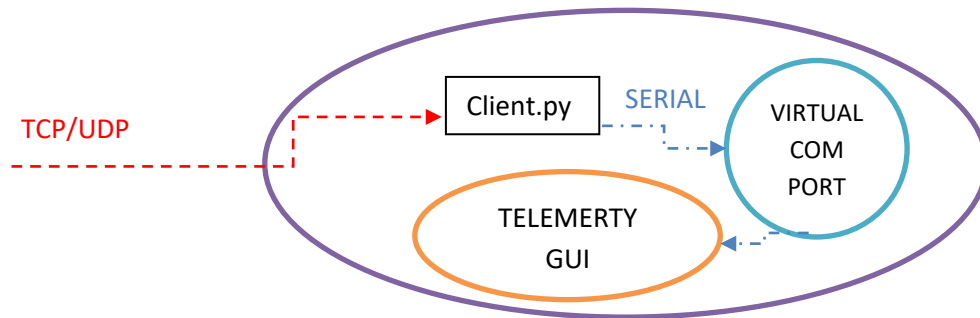 TCP/UDP
Client.py
SERIAL
VIRTUAL
COM
PORT
TELEMERTY
GUI